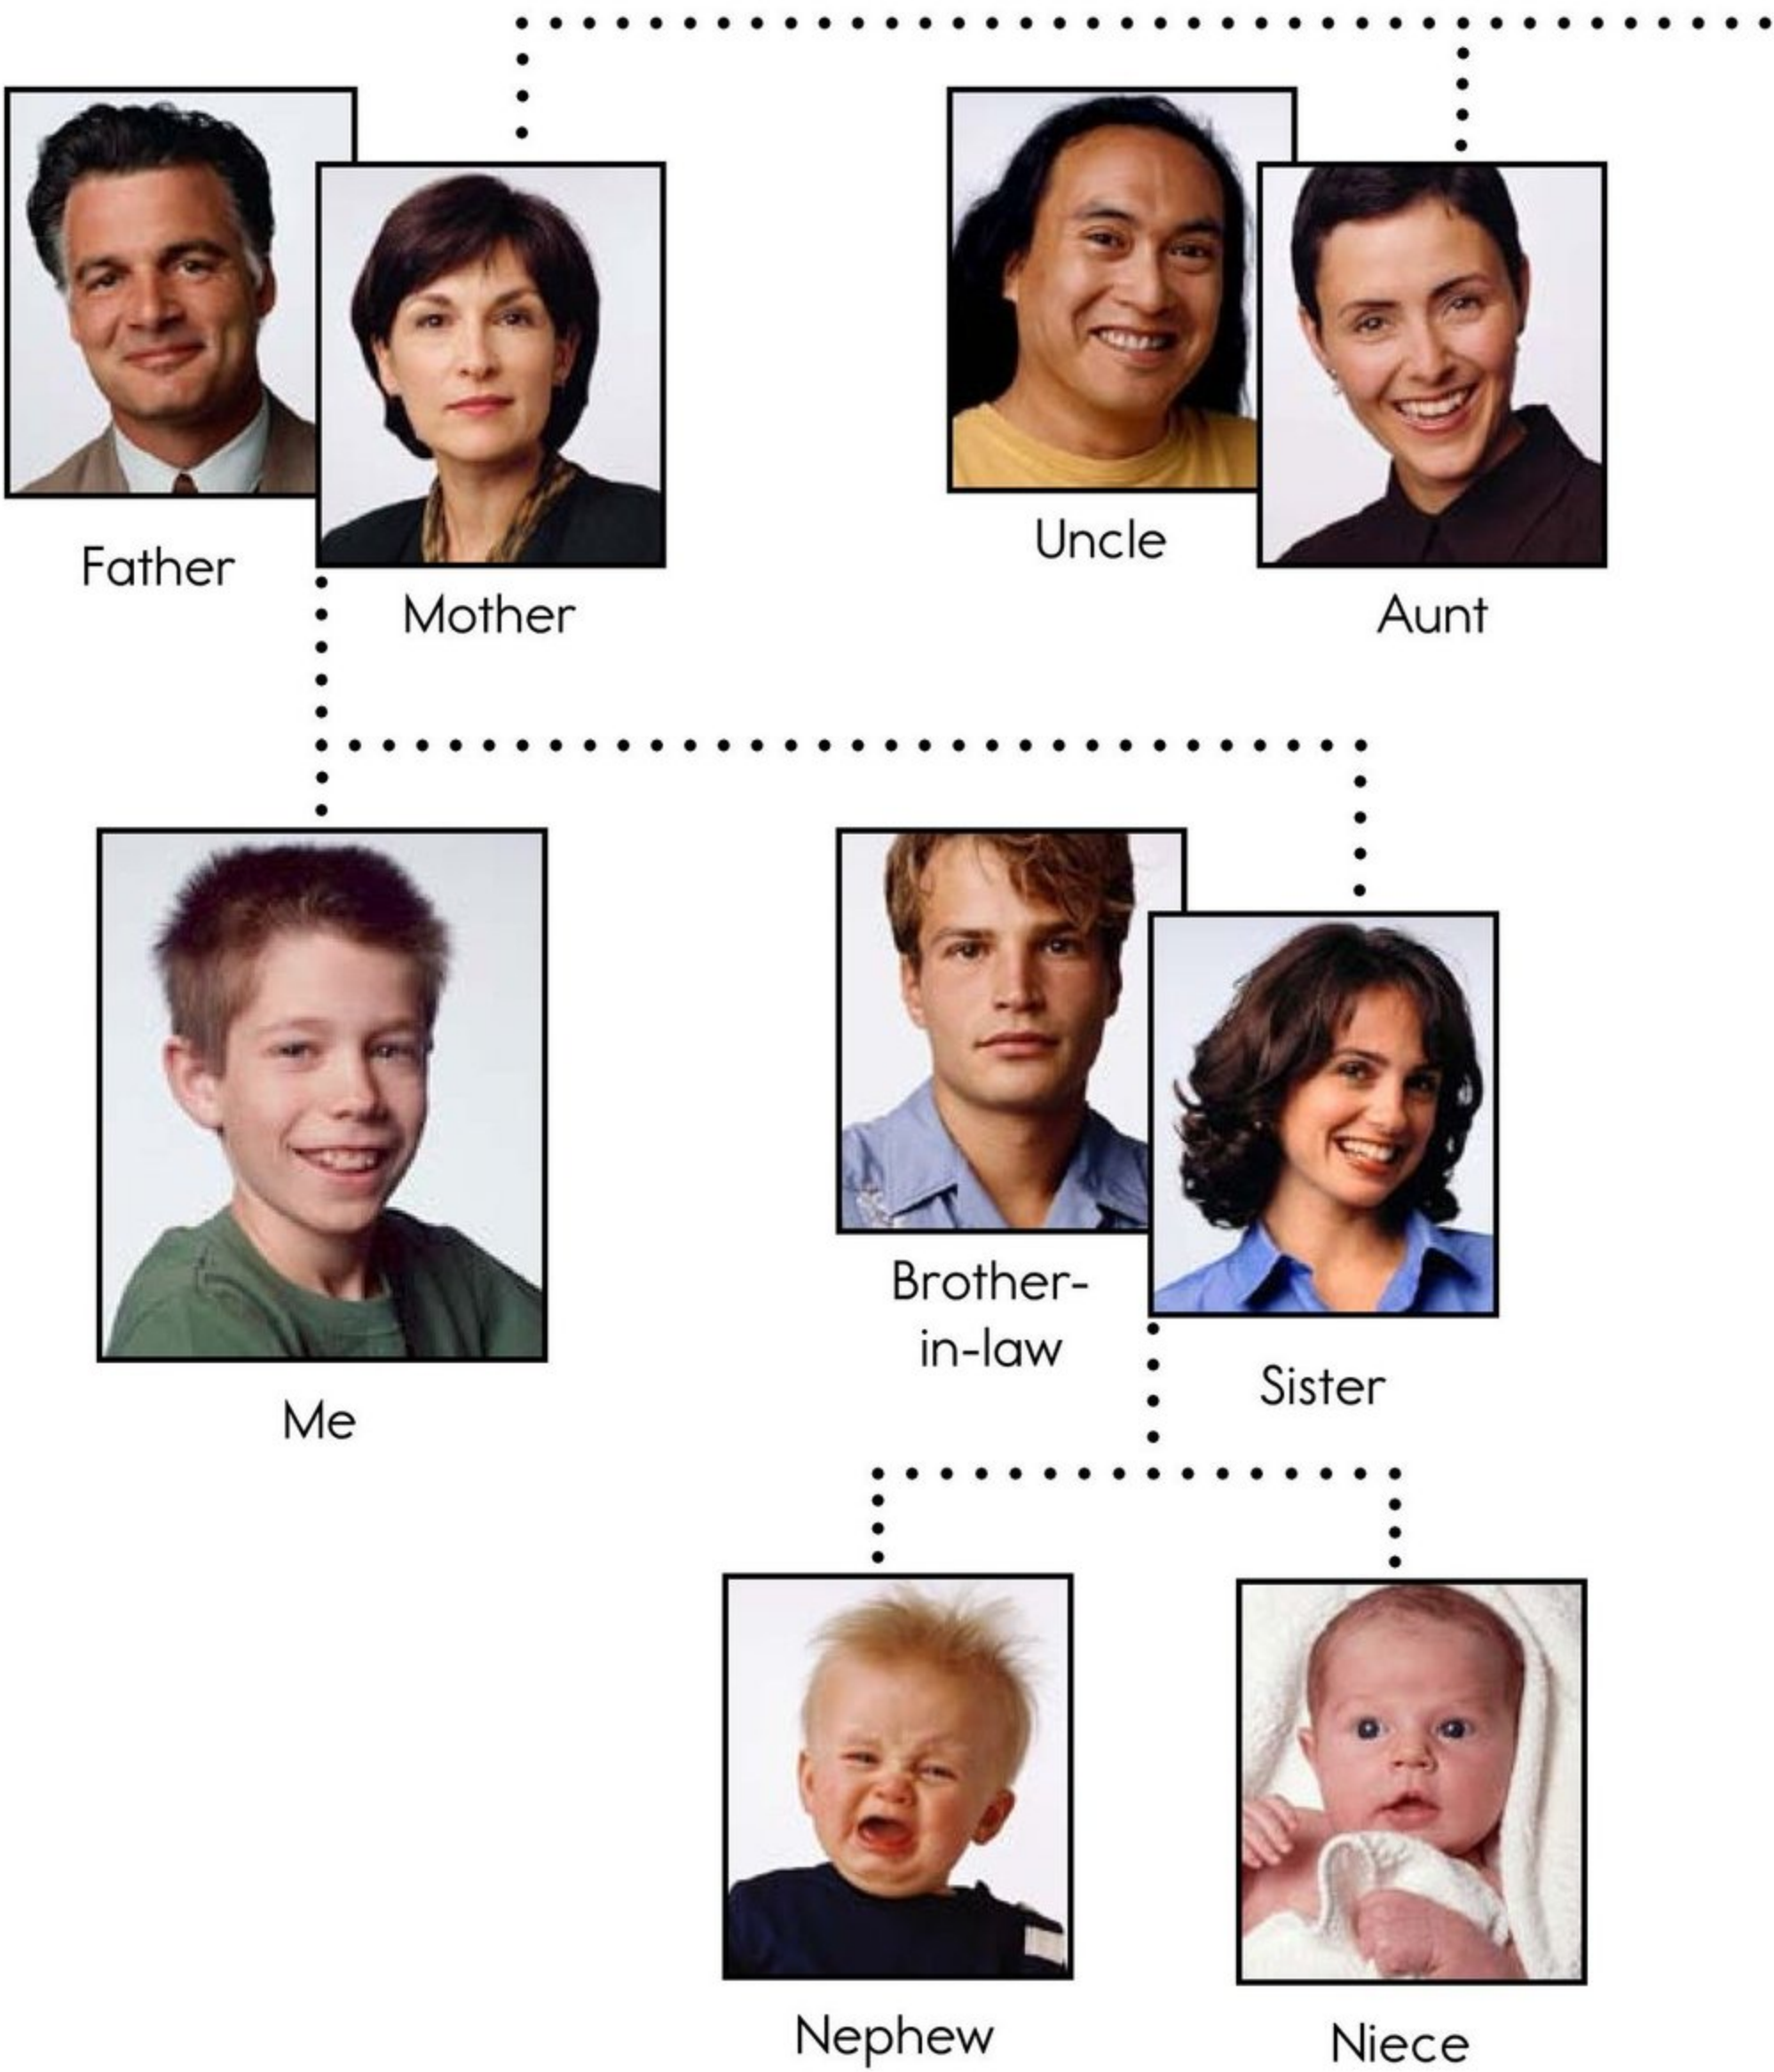 Father
Mother
Uncle
Aunt
Me
Brother-
in-law
Sister
Nephew
Niece